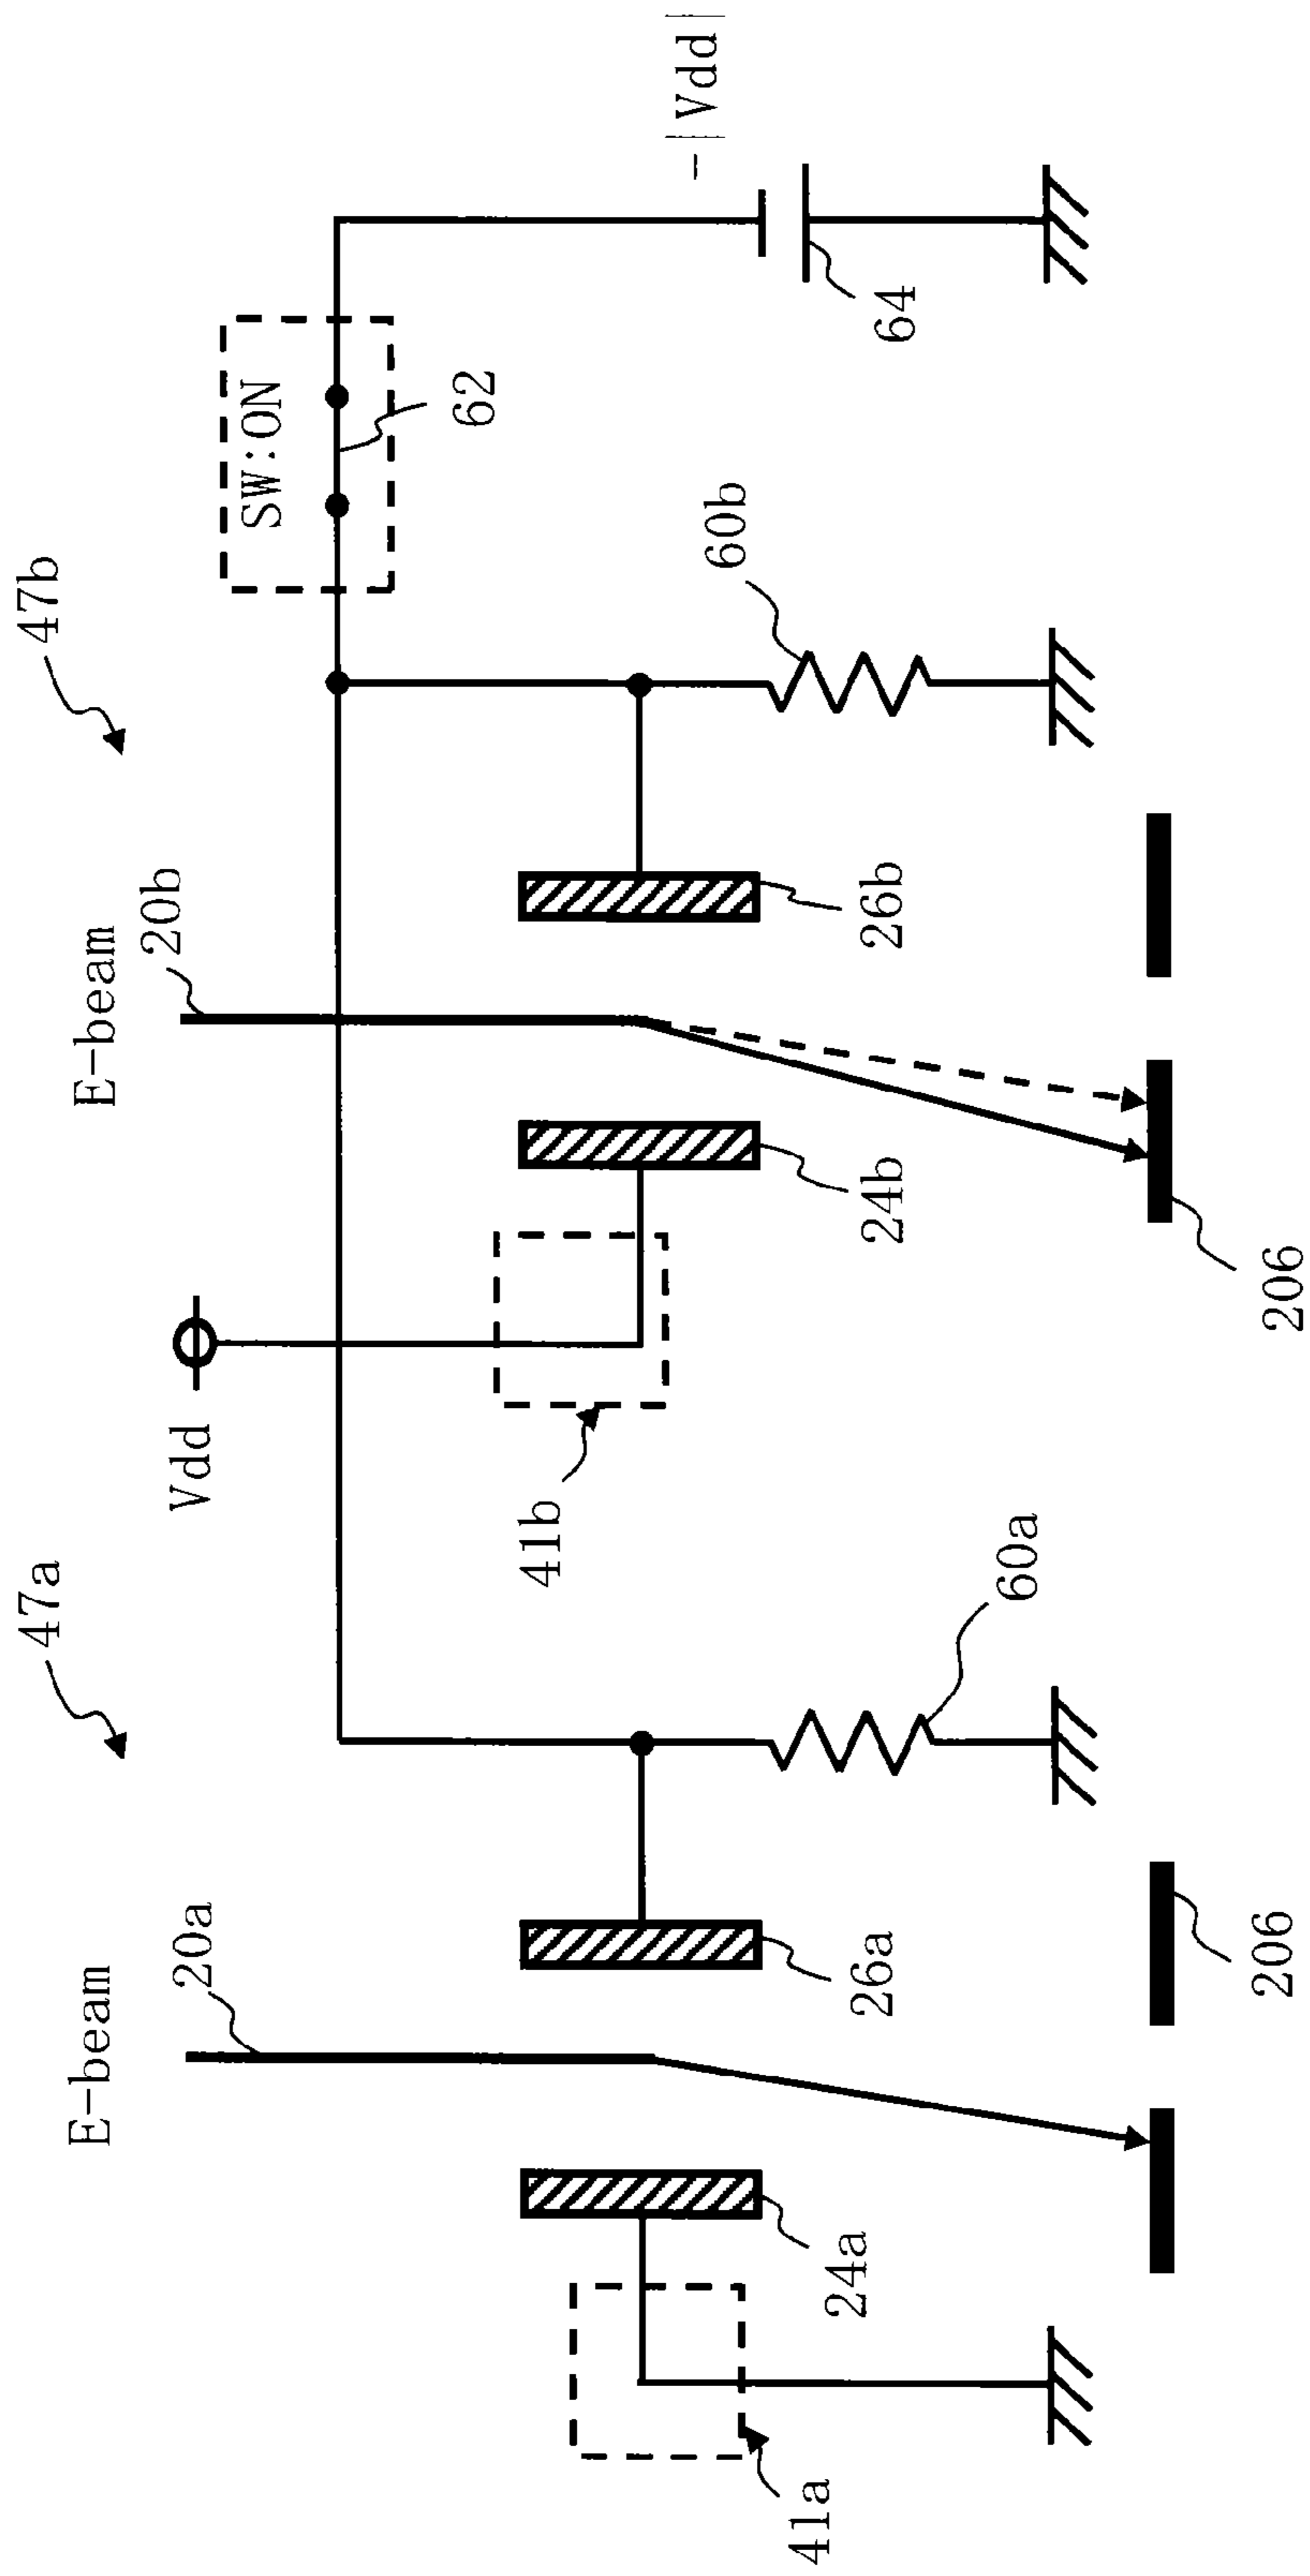 47a
47b
E-beam
20a
Vdd
E-beam
20b
SW:ON
62
-|Vdd|
41a
24a
26a
60a
41b
24b
26b
60b
64
206
206